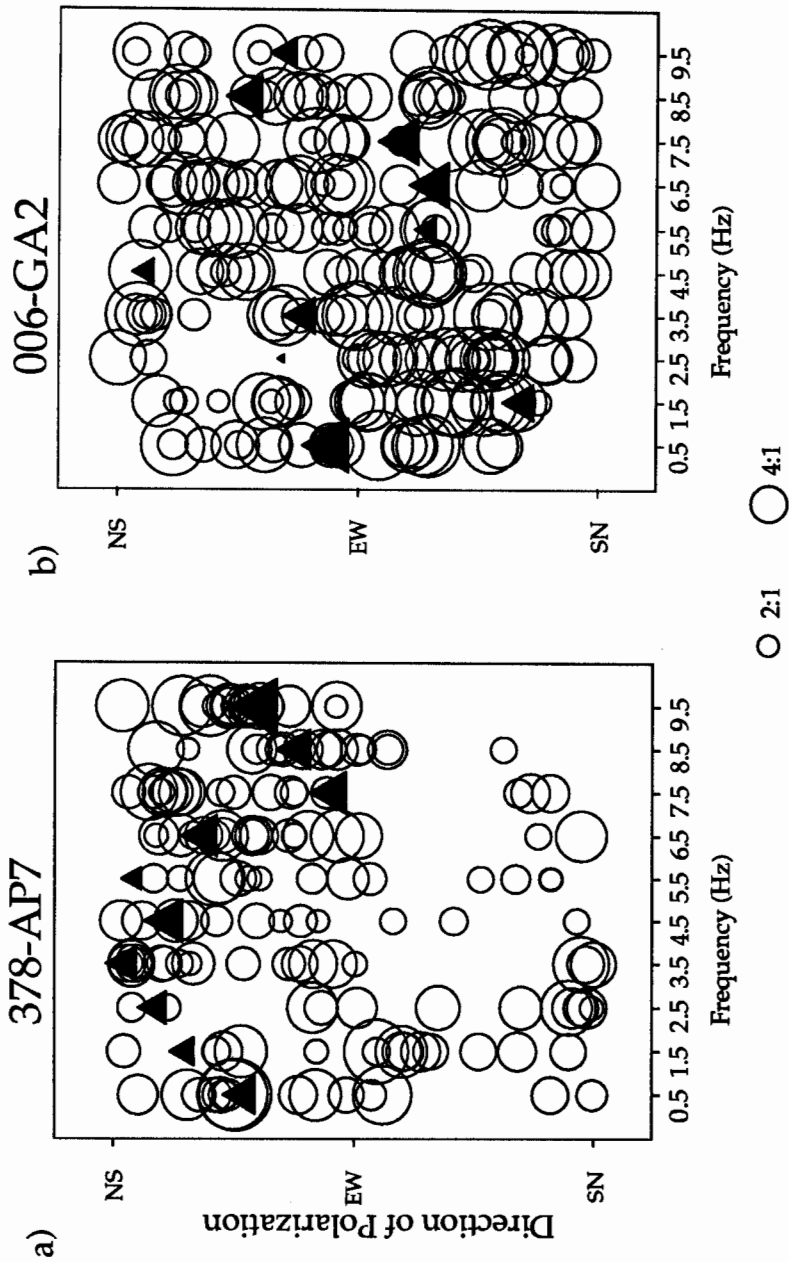 a)
378-AP7
Direction of Polarization
NS
EW
SN
0.5 1.5 2.5 3.5 4.5 5.5 6.5 7.5 8.5 9.5
Frequency (Hz)
b)
006-GA2
NS
EW
SN
0.5 1.5 2.5 3.5 4.5 5.5 6.5 7.5 8.5 9.5
Frequency (Hz)
2:1 4:1